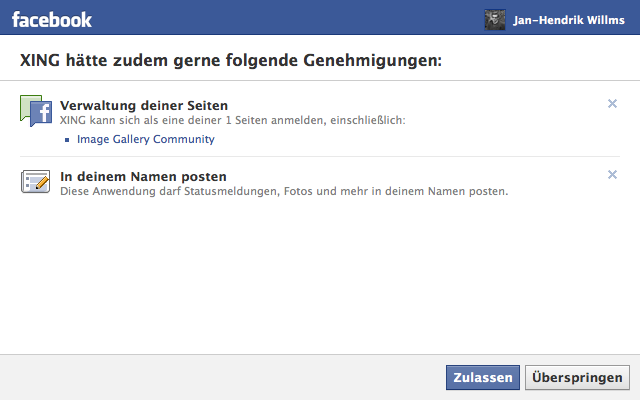 facebook
Jan-Hendrik Willms
XING hätte zudem gerne folgende Genehmigungen:
Verwaltung deiner Seiten
XING kann sich als eine deiner 1 Seiten anmelden, einschließlich:
Image Gallery Community
In deinem Namen posten
Diese Anwendung darf Statusmeldungen, Fotos und mehr in deinem Namen posten.
Zulassen
Überspringen